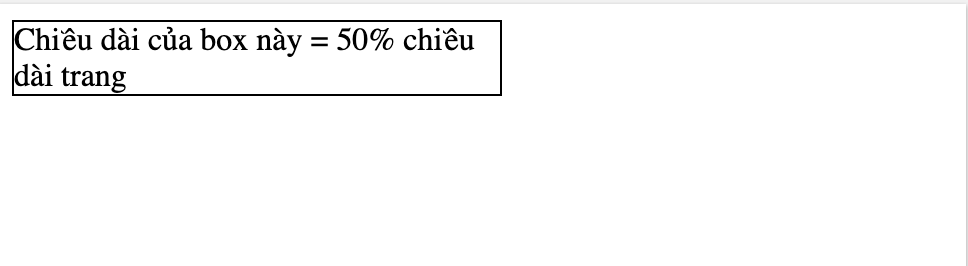 Chiều dài của box này = 50% chiều
dài trang